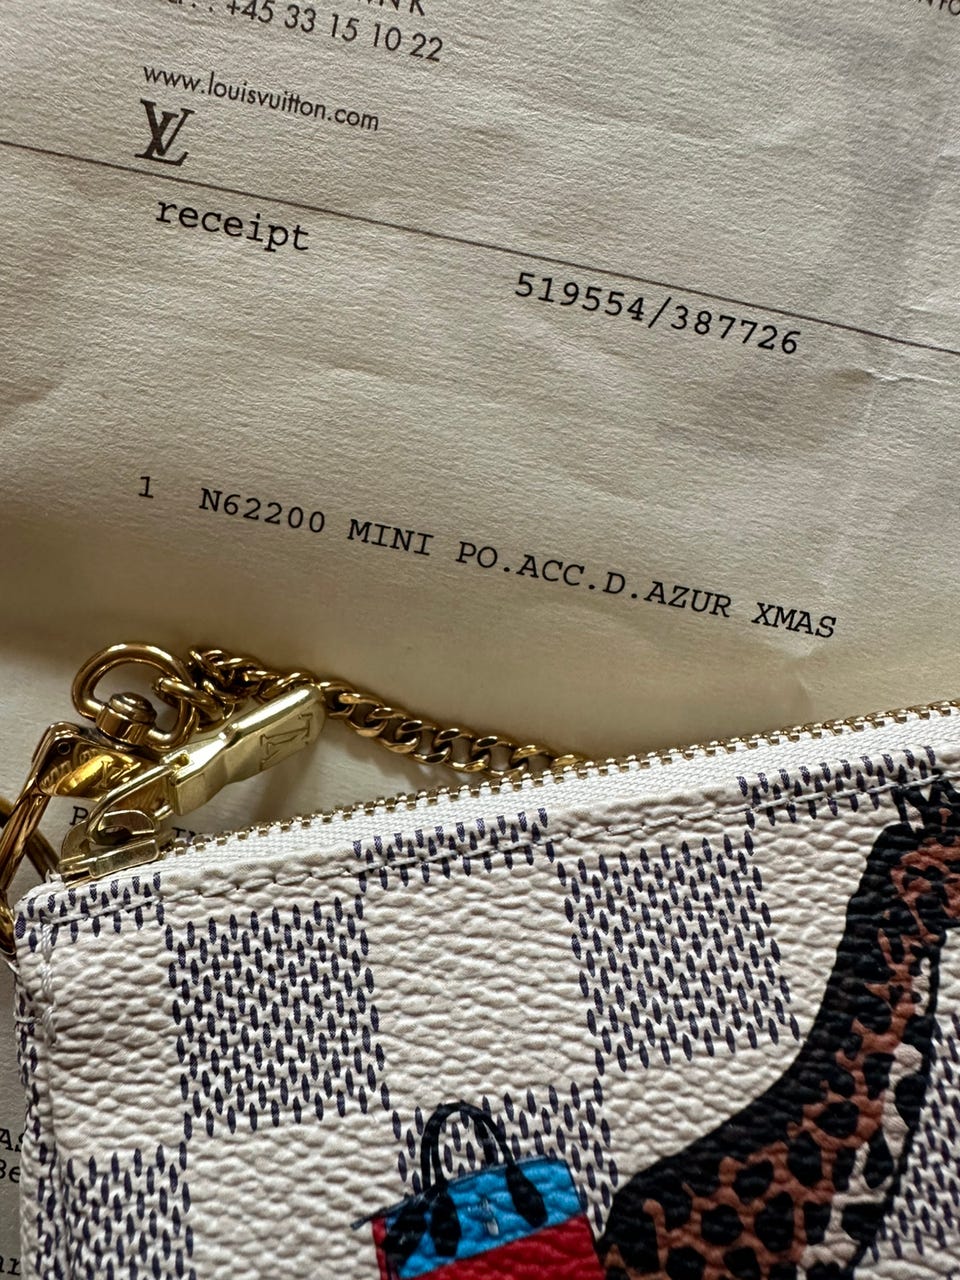 +45 33 15 10 22
www.louisvuitton.com
LV
receipt
519554/387726
1 N62200 MINI PO.ACC.D.AZUR XMAS
LV